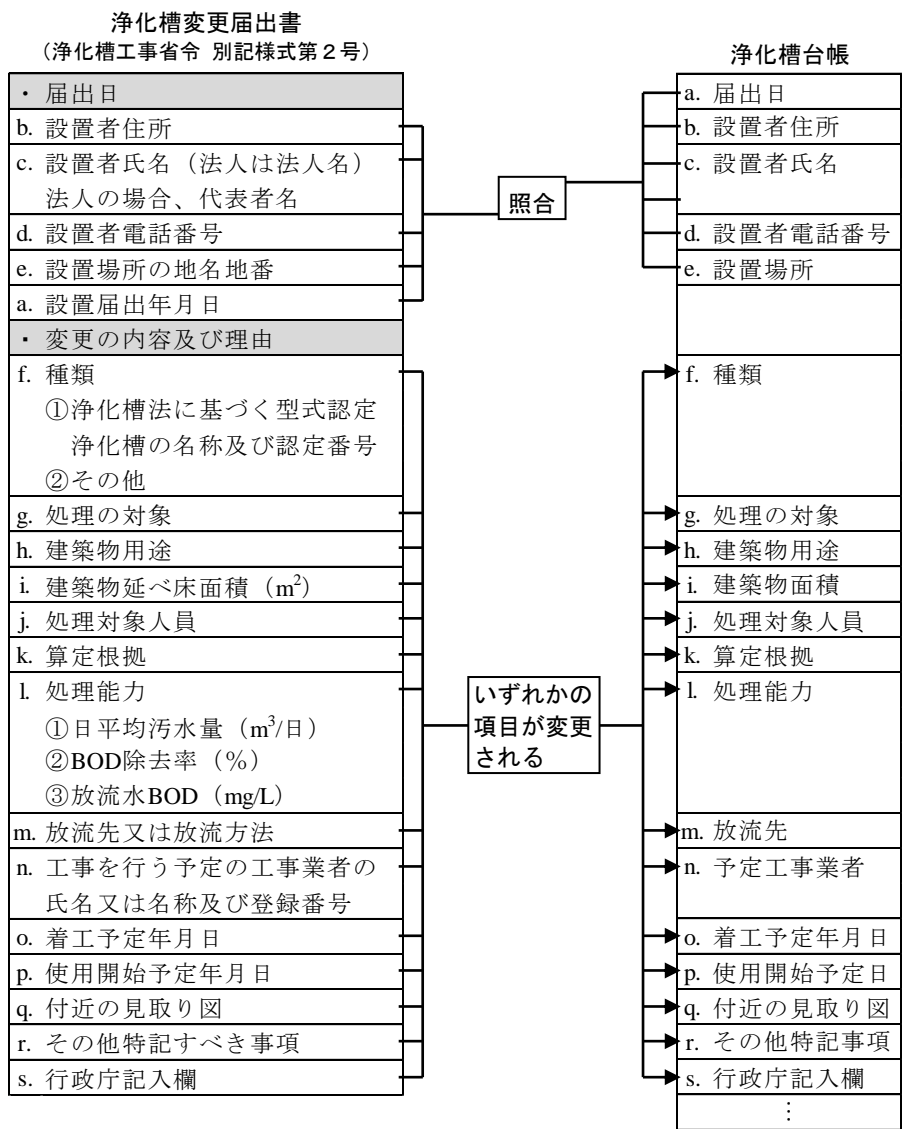 浄化槽変更届出書
（浄化槽工事省令 別記様式第２号）
・ 届出日
b. 設置者住所
c. 設置者氏名（法人は法人名）
法人の場合、代表者名
d. 設置者電話番号
e. 設置場所の地名地番
a. 設置届出年月日
・ 変更の内容及び理由
f. 種類
①浄化槽法に基づく型式認定
浄化槽の名称及び認定番号
②その他
g. 処理の対象
h. 建築物用途
i. 建築物延べ床面積（m²）
j. 処理対象人員
k. 算定根拠
l. 処理能力
①日平均汚水量（m³/日）
②BOD除去率（％）
③放流水BOD（mg/L）
m. 放流先又は放流方法
n. 工事を行う予定の工事業者の
氏名又は名称及び登録番号
o. 着工予定年月日
p. 使用開始予定年月日
q. 付近の見取り図
r. その他特記すべき事項
s. 行政庁記入欄
照合
いずれかの
項目が変更
される
浄化槽台帳
a. 届出日
b. 設置者住所
c. 設置者氏名
d. 設置者電話番号
e. 設置場所
f. 種類
g. 処理の対象
h. 建築物用途
i. 建築物面積
j. 処理対象人員
k. 算定根拠
l. 処理能力
m. 放流先
n. 予定工事業者
o. 着工予定年月日
p. 使用開始予定日
q. 付近の見取り図
r. その他特記事項
s. 行政庁記入欄
⋮